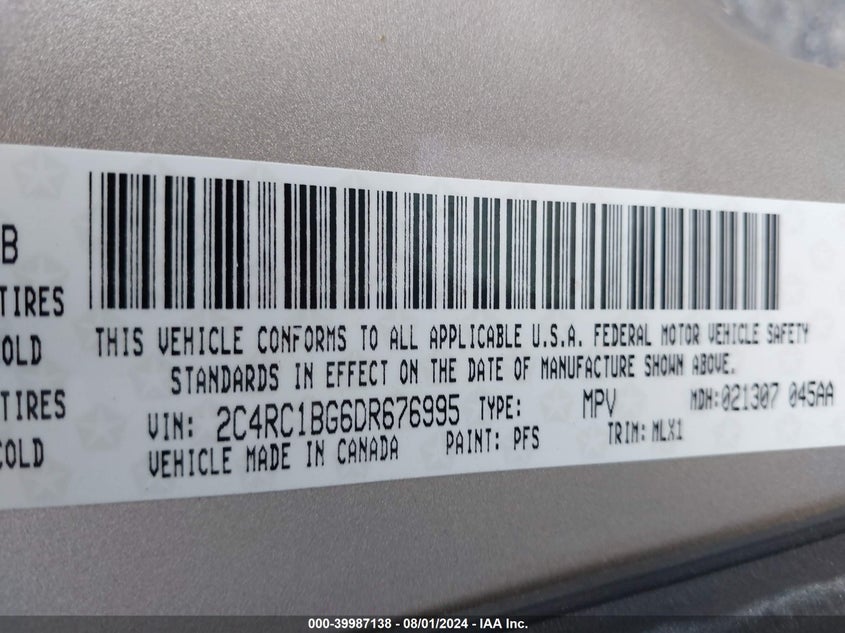 B
TIRES
OLD
TIRES
COLD
THIS VEHICLE CONFORMS TO ALL APPLICABLE U.S.A. FEDERAL MOTOR VEHICLE SAFETY
STANDARDS IN EFFECT ON THE DATE OF MANUFACTURE SHOWN ABOVE.
VIN: 2C4RC1BG6DR676995 TYPE: MPV MDH:021307 045AA
VEHICLE MADE IN CANADA PAINT: PFS TRIM: MLX1
000-39987138 - 08/01/2024 - IAA Inc.